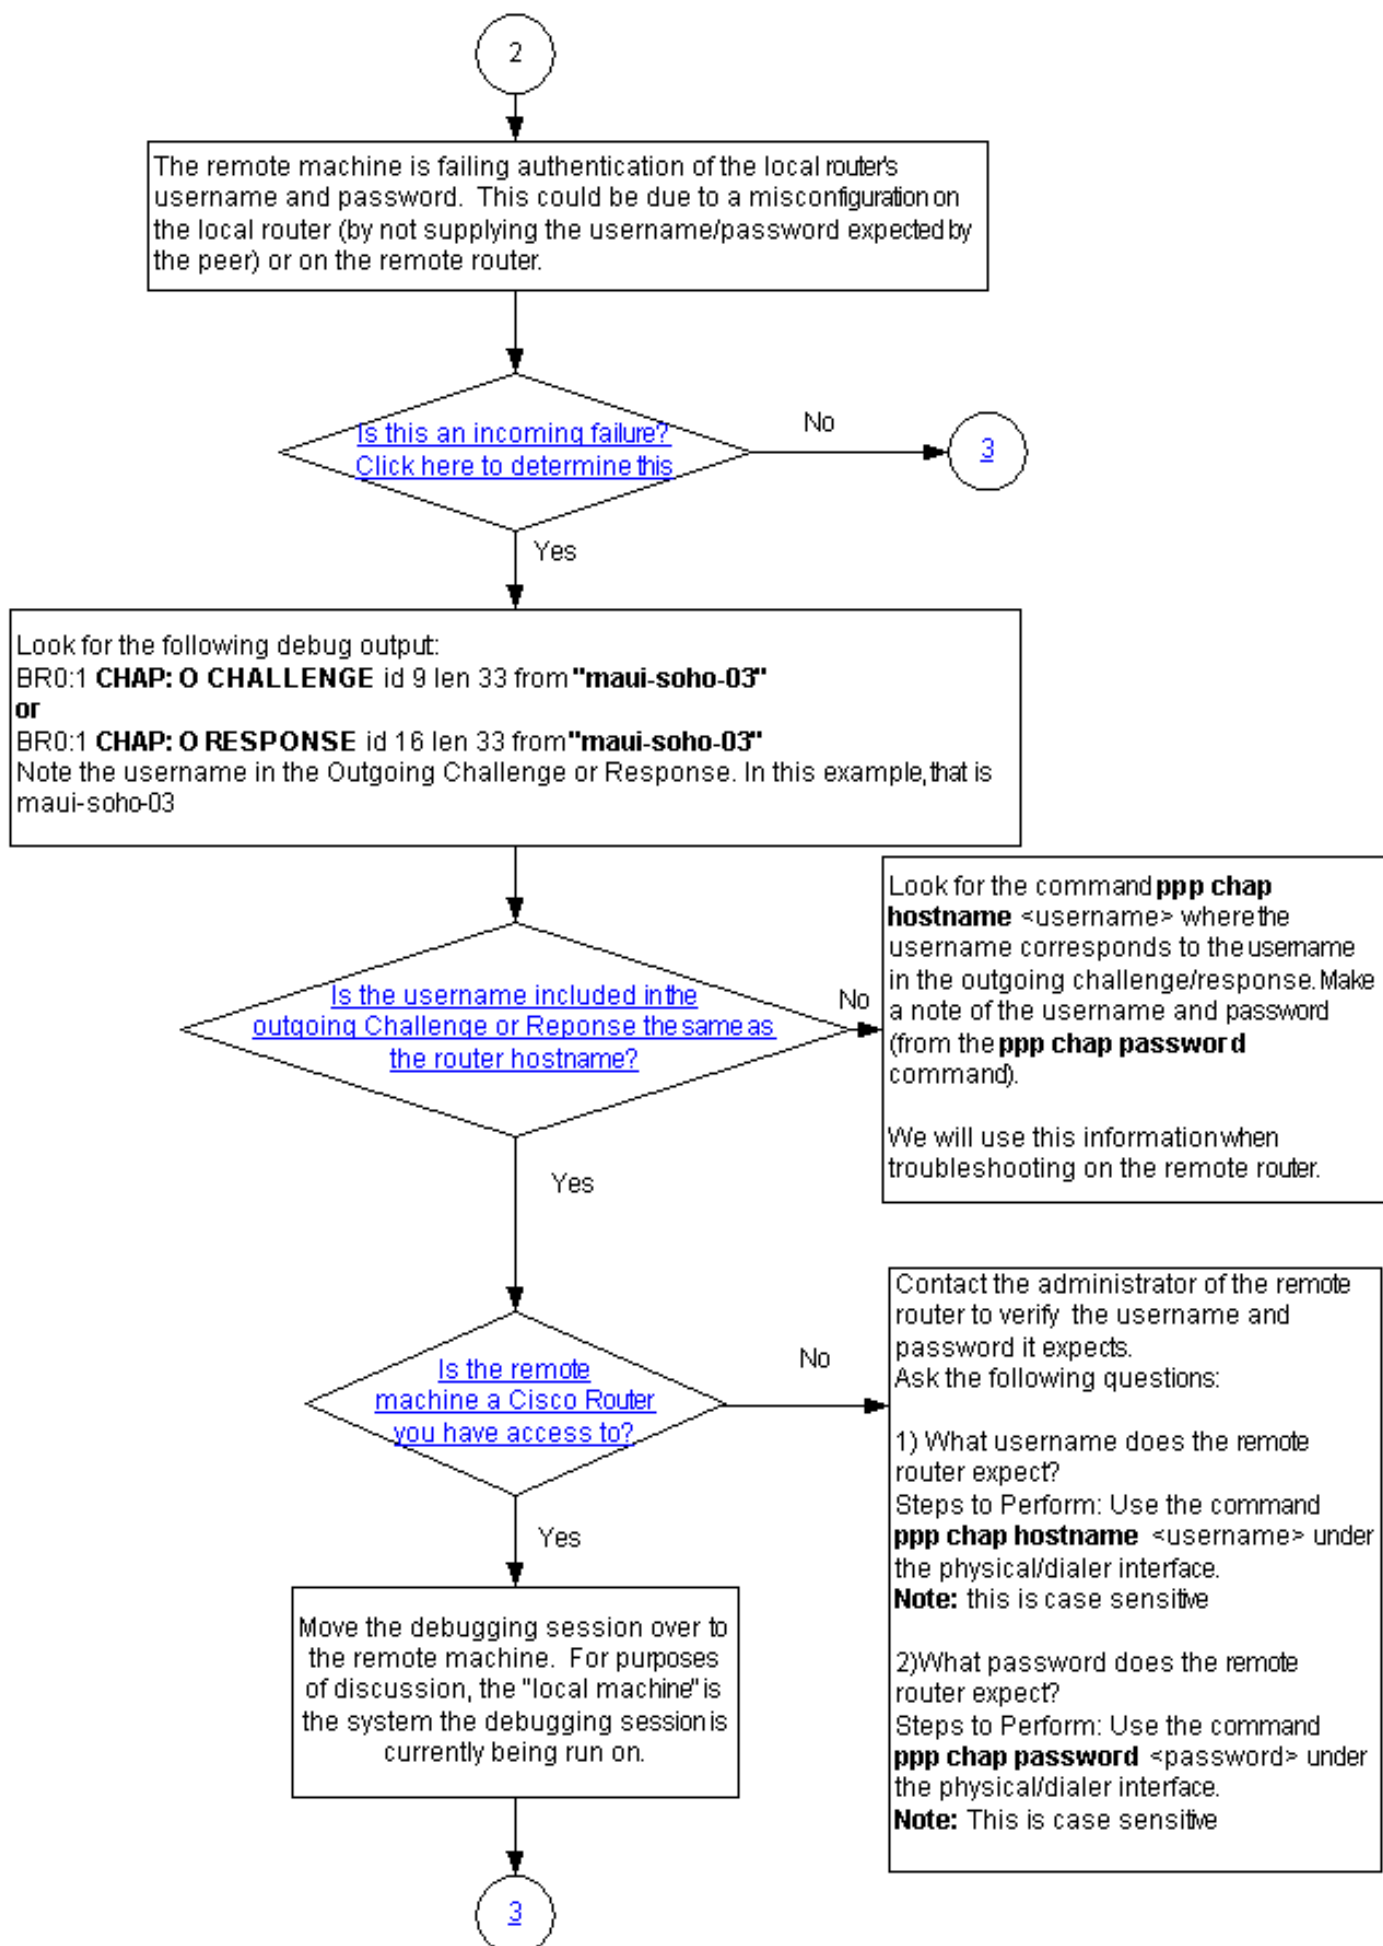 2
The remote machine is failing authentication of the local router's
username and password. This could be due to a misconfiguration on
the local router (by not supplying the username/password expected by
the peer) or on the remote router.
Is this an incoming failure?
Click here to determine this
No
3
Yes
Look for the following debug output:
BR0:1 CHAP: O CHALLENGE id 9 len 33 from "maui-soho-03"
or
BR0:1 CHAP: O RESPONSE id 16 len 33 from "maui-soho-03"
Note the username in the Outgoing Challenge or Response. In this example, that is
maui-soho-03
Is the username included in the
outgoing Challenge or Reponse the same as
the router hostname?
No
Look for the command ppp chap
hostname <username> where the
username corresponds to the username
in the outgoing challenge/response. Make
a note of the username and password
(from the ppp chap password
command).
We will use this information when
troubleshooting on the remote router.
Yes
Is the remote
machine a Cisco Router
you have access to?
No
Contact the administrator of the remote
router to verify the username and
password it expects.
Ask the following questions:
1) What username does the remote
router expect?
Steps to Perform: Use the command
ppp chap hostname <username> under
the physical/dialer interface.
Note: this is case sensitive
2)What password does the remote
router expect?
Steps to Perform: Use the command
ppp chap password <password> under
the physical/dialer interface.
Note: This is case sensitive
Yes
Move the debugging session over to
the remote machine. For purposes
of discussion, the "local machine" is
the system the debugging session is
currently being run on.
3